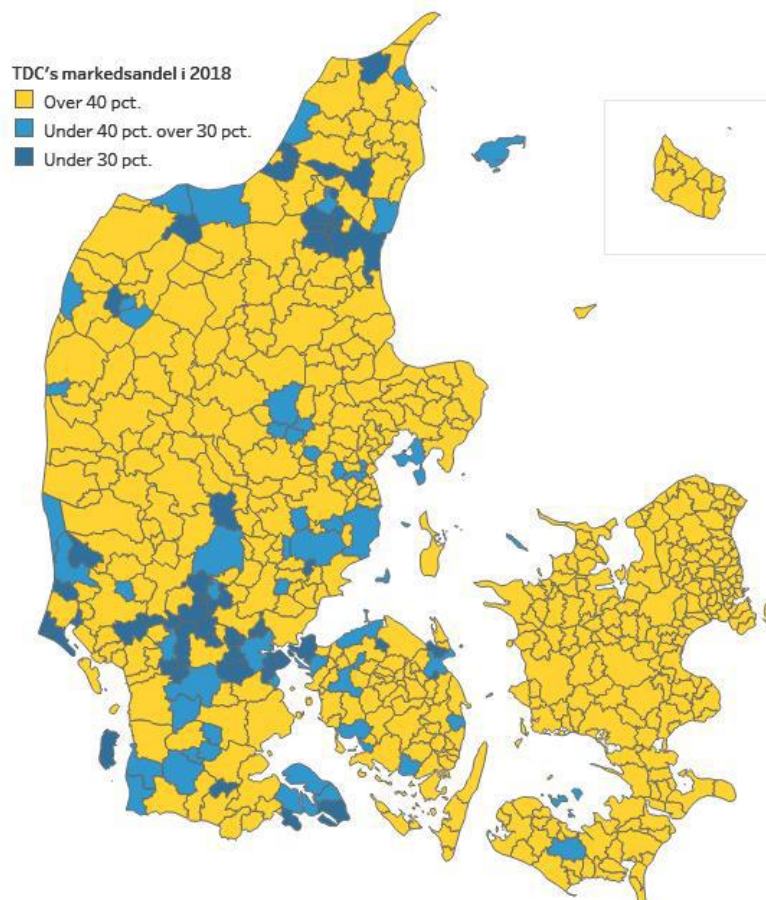 TDC's markedsandel i 2018
Over 40 pct.
Under 40 pct. over 30 pct.
Under 30 pct.